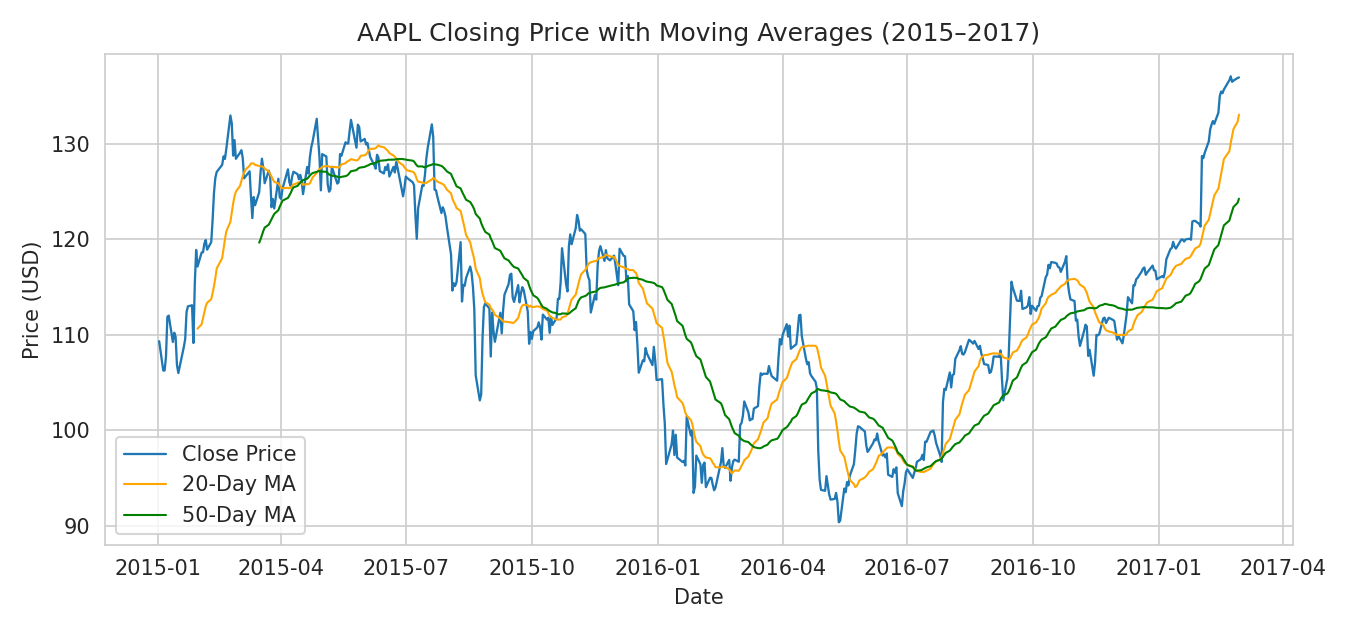 AAPL Closing Price with Moving Averages (2015–2017)
Price (USD)
130
120
110
100
90
Close Price
20-Day MA
50-Day MA
2015-01 2015-04 2015-07 2015-10 2016-01 2016-04 2016-07 2016-10 2017-01 2017-04
Date